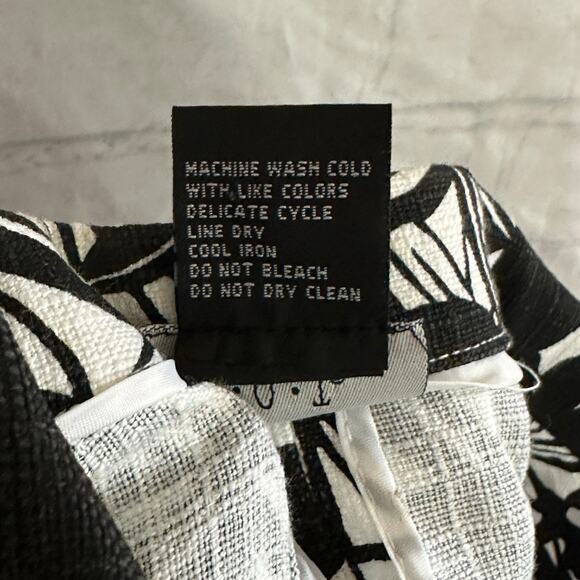 MACHINE WASH COLD
WITH LIKE COLORS
DELICATE CYCLE
LINE DRY
COOL IRON
DO NOT BLEACH
DO NOT DRY CLEAN